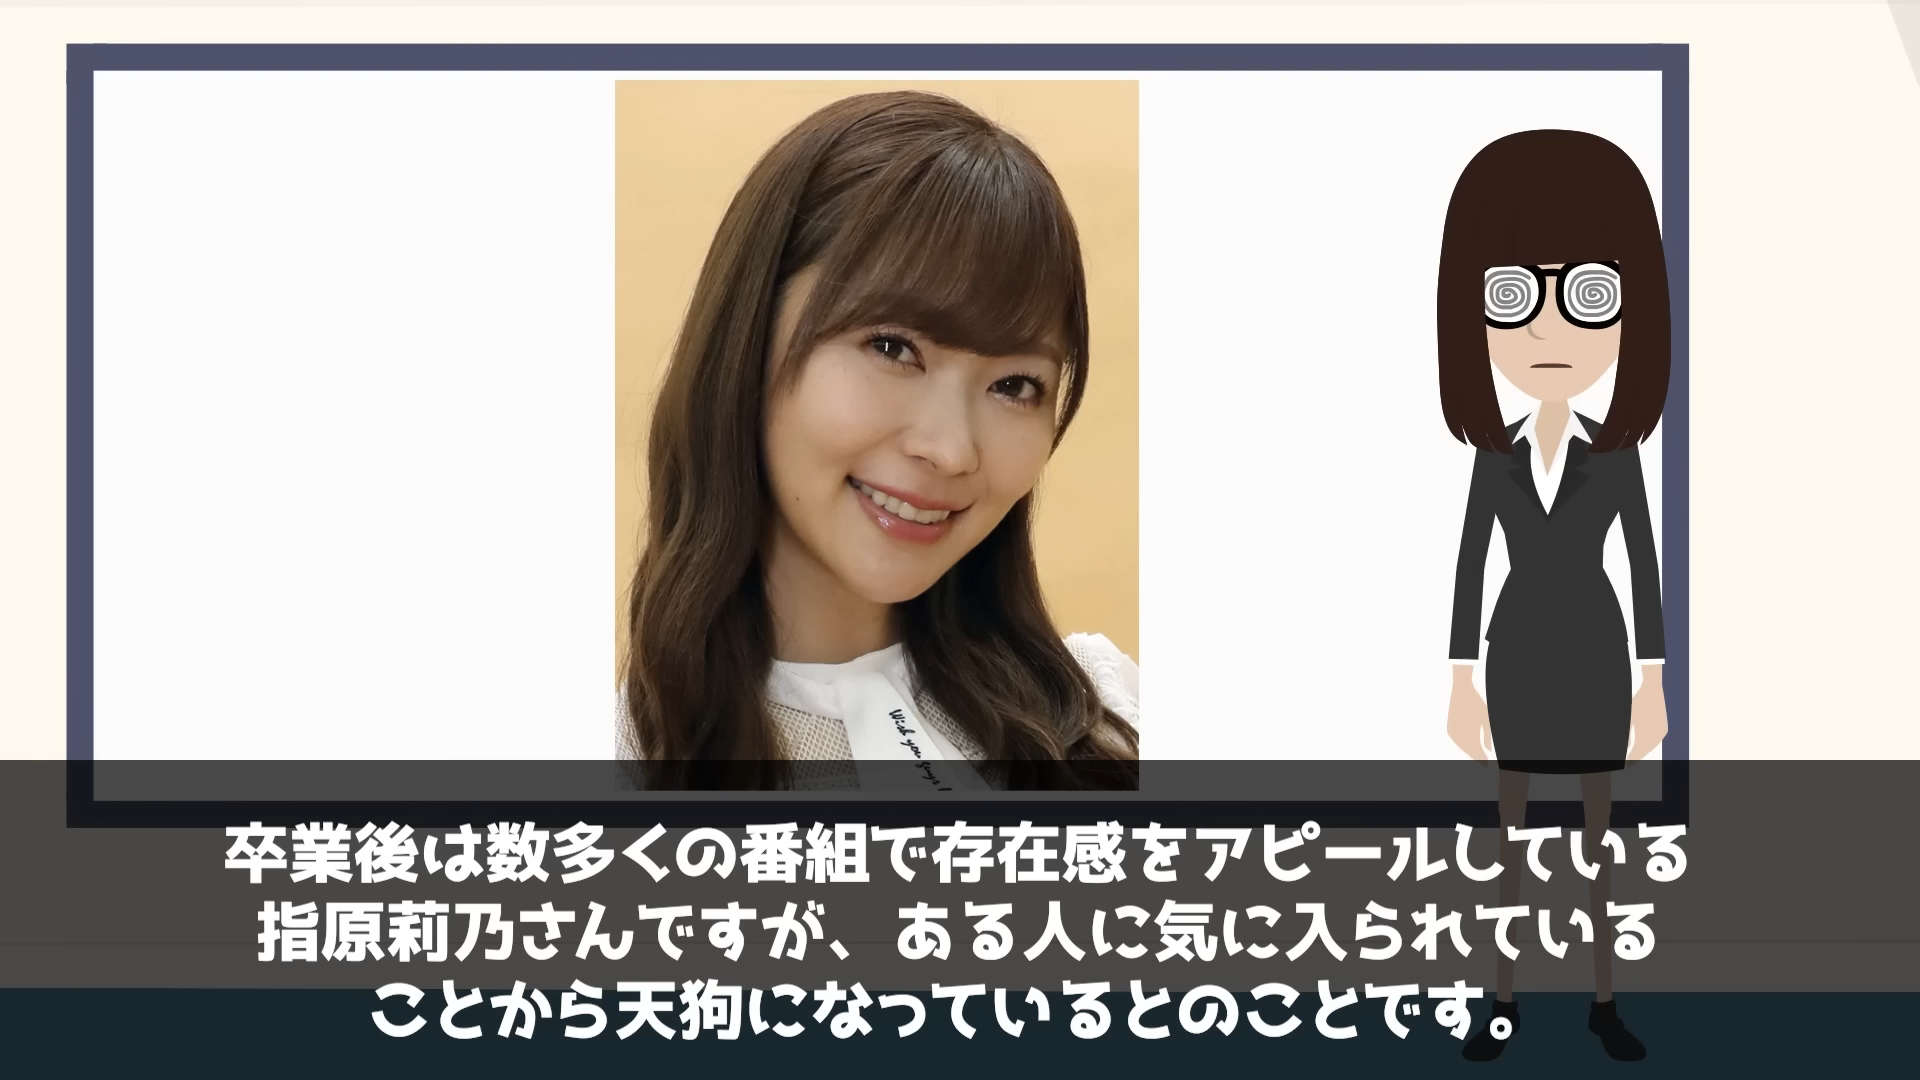 Wish you guys
卒業後は数多くの番組で存在感をアピールしている
指原莉乃さんですが、ある人に気に入られている
ことから天狗になっているとのことです。